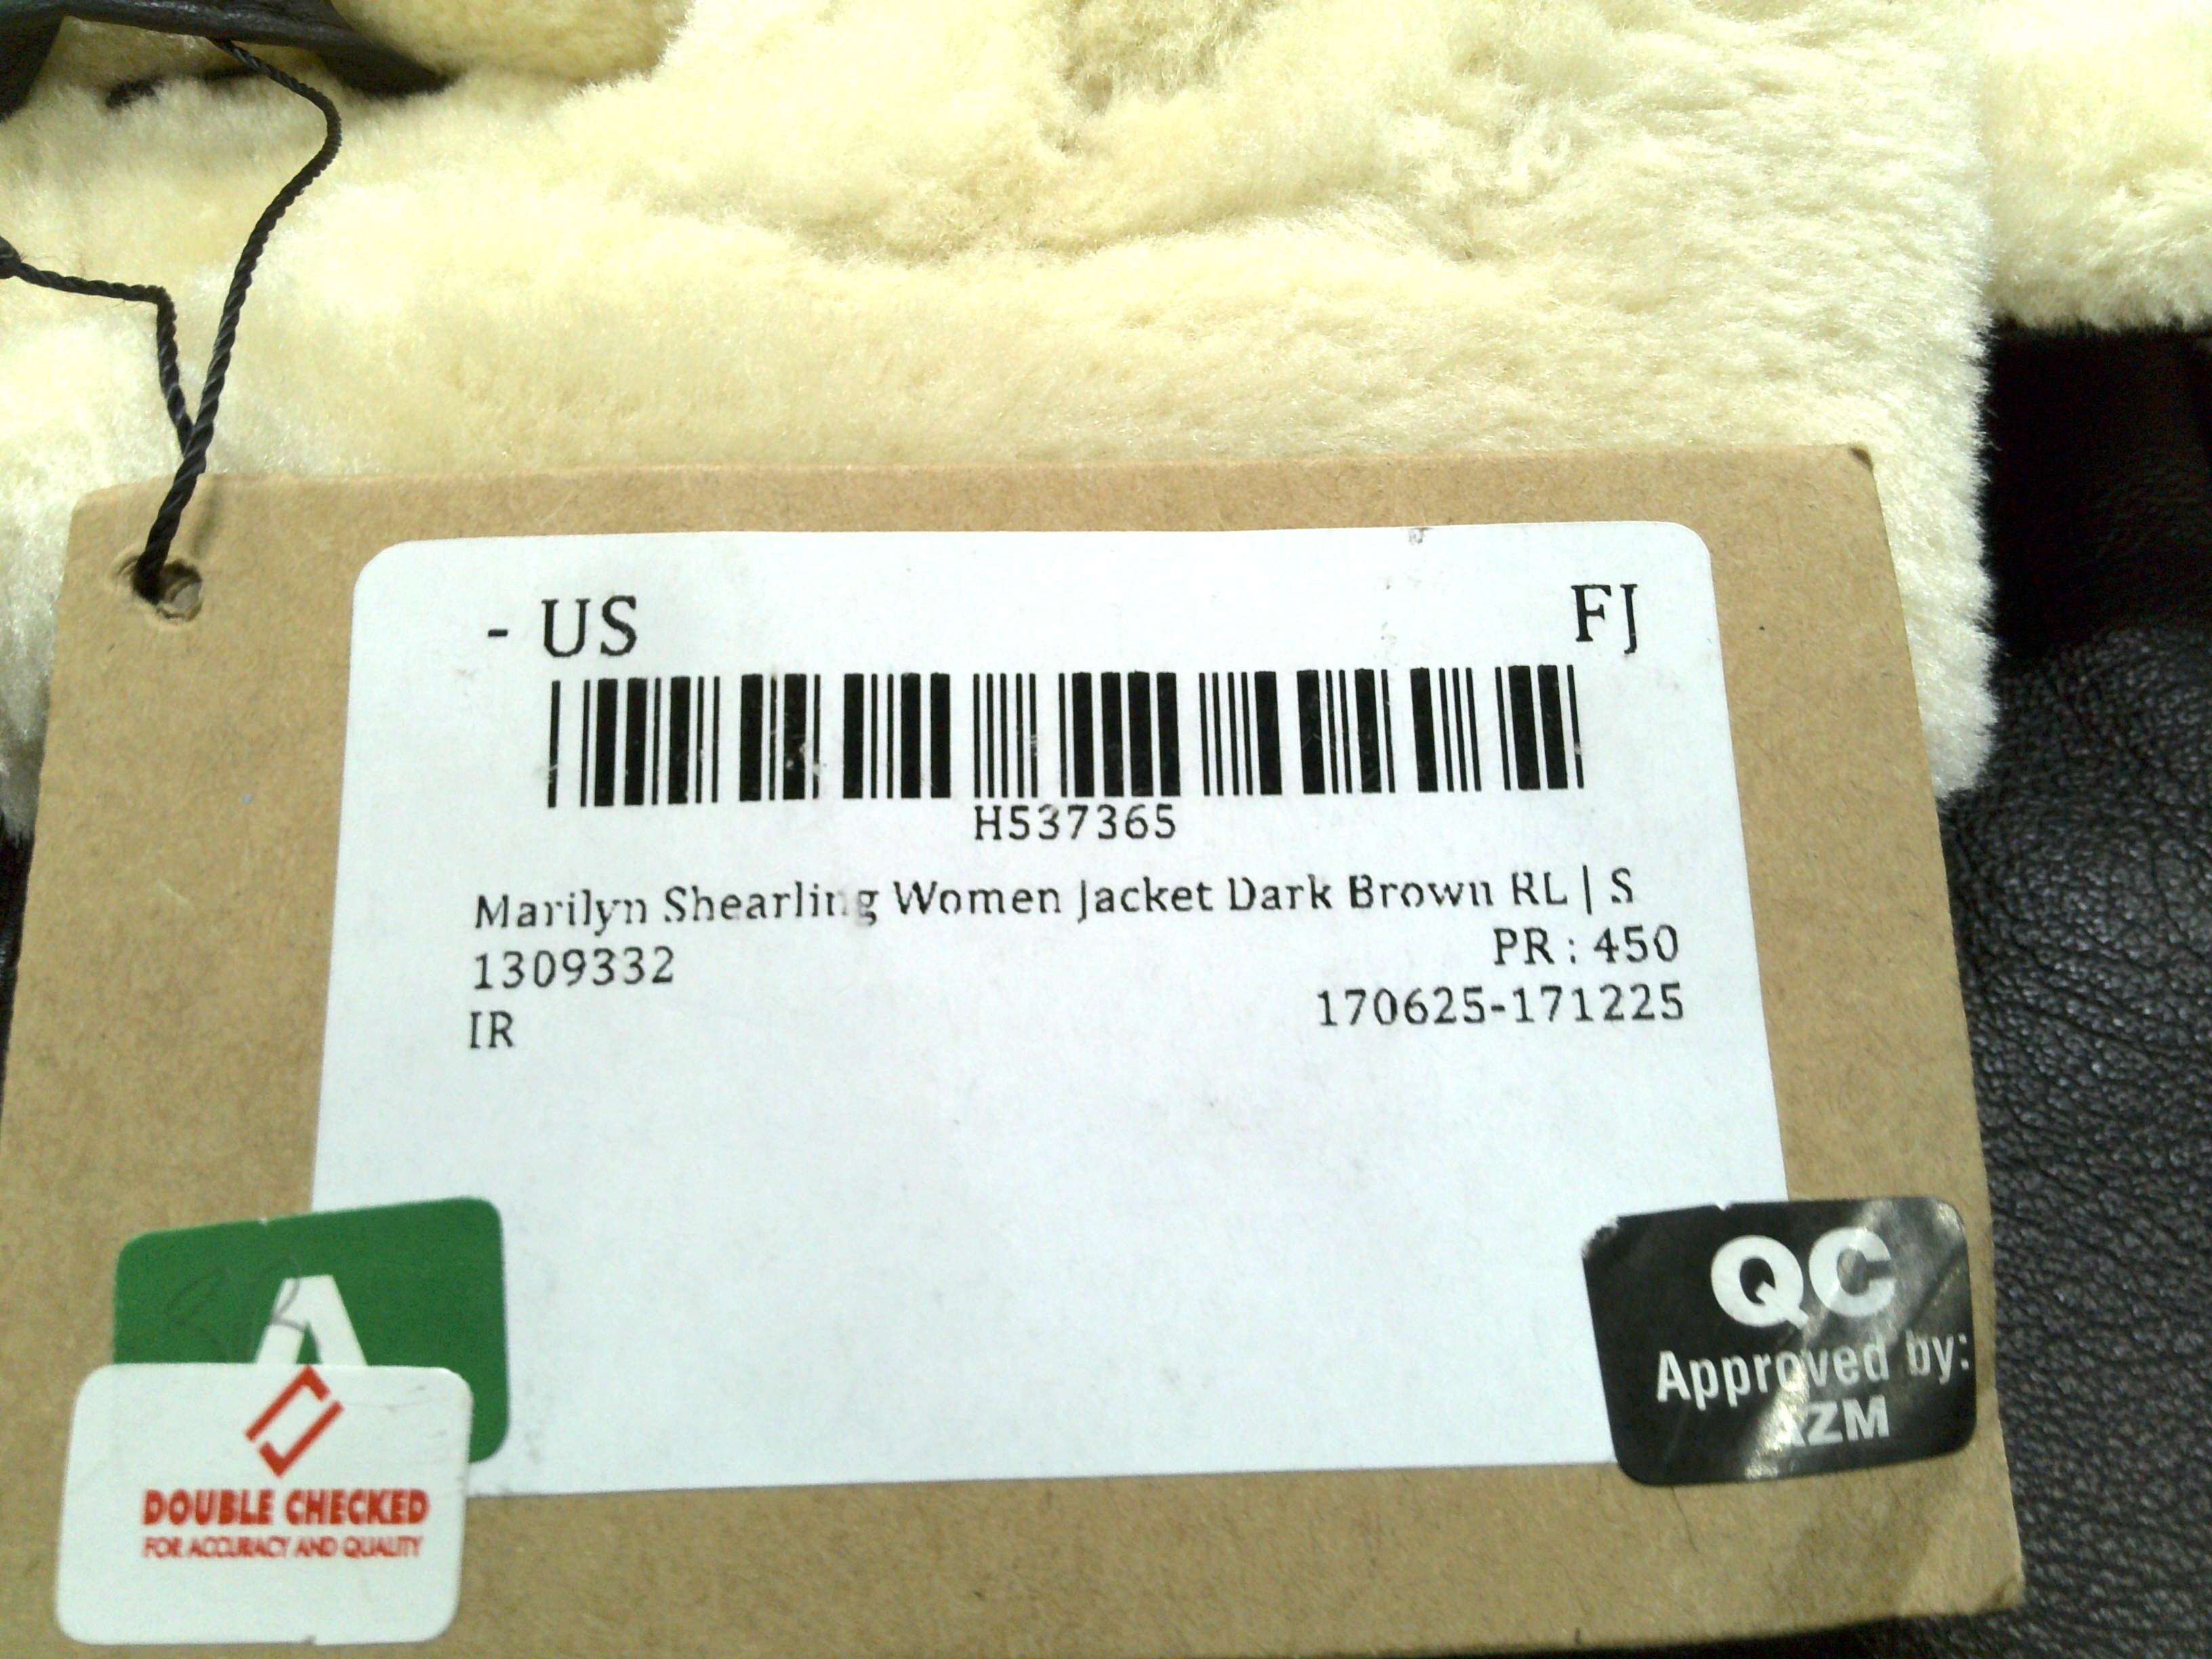 - US FJ
H537365
Marilyn Shearling Women Jacket Dark Brown RL | S
1309332 PR : 450
IR 170625-171225
A
DOUBLE CHECKED
FOR ACCURACY AND QUALITY
QC
Approved by: